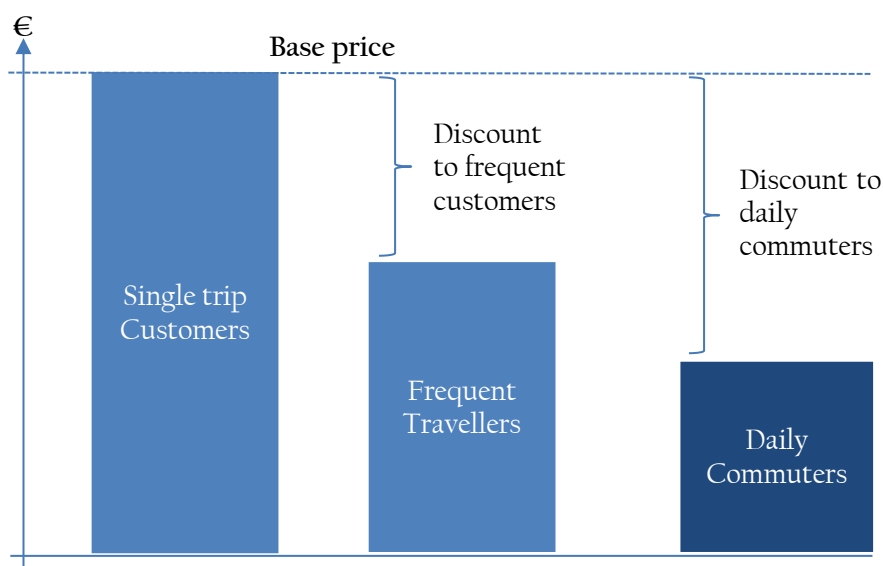 €
Base price
Discount
to frequent
customers
Discount to
daily
commuters
Single trip
Customers
Frequent
Travellers
Daily
Commuters